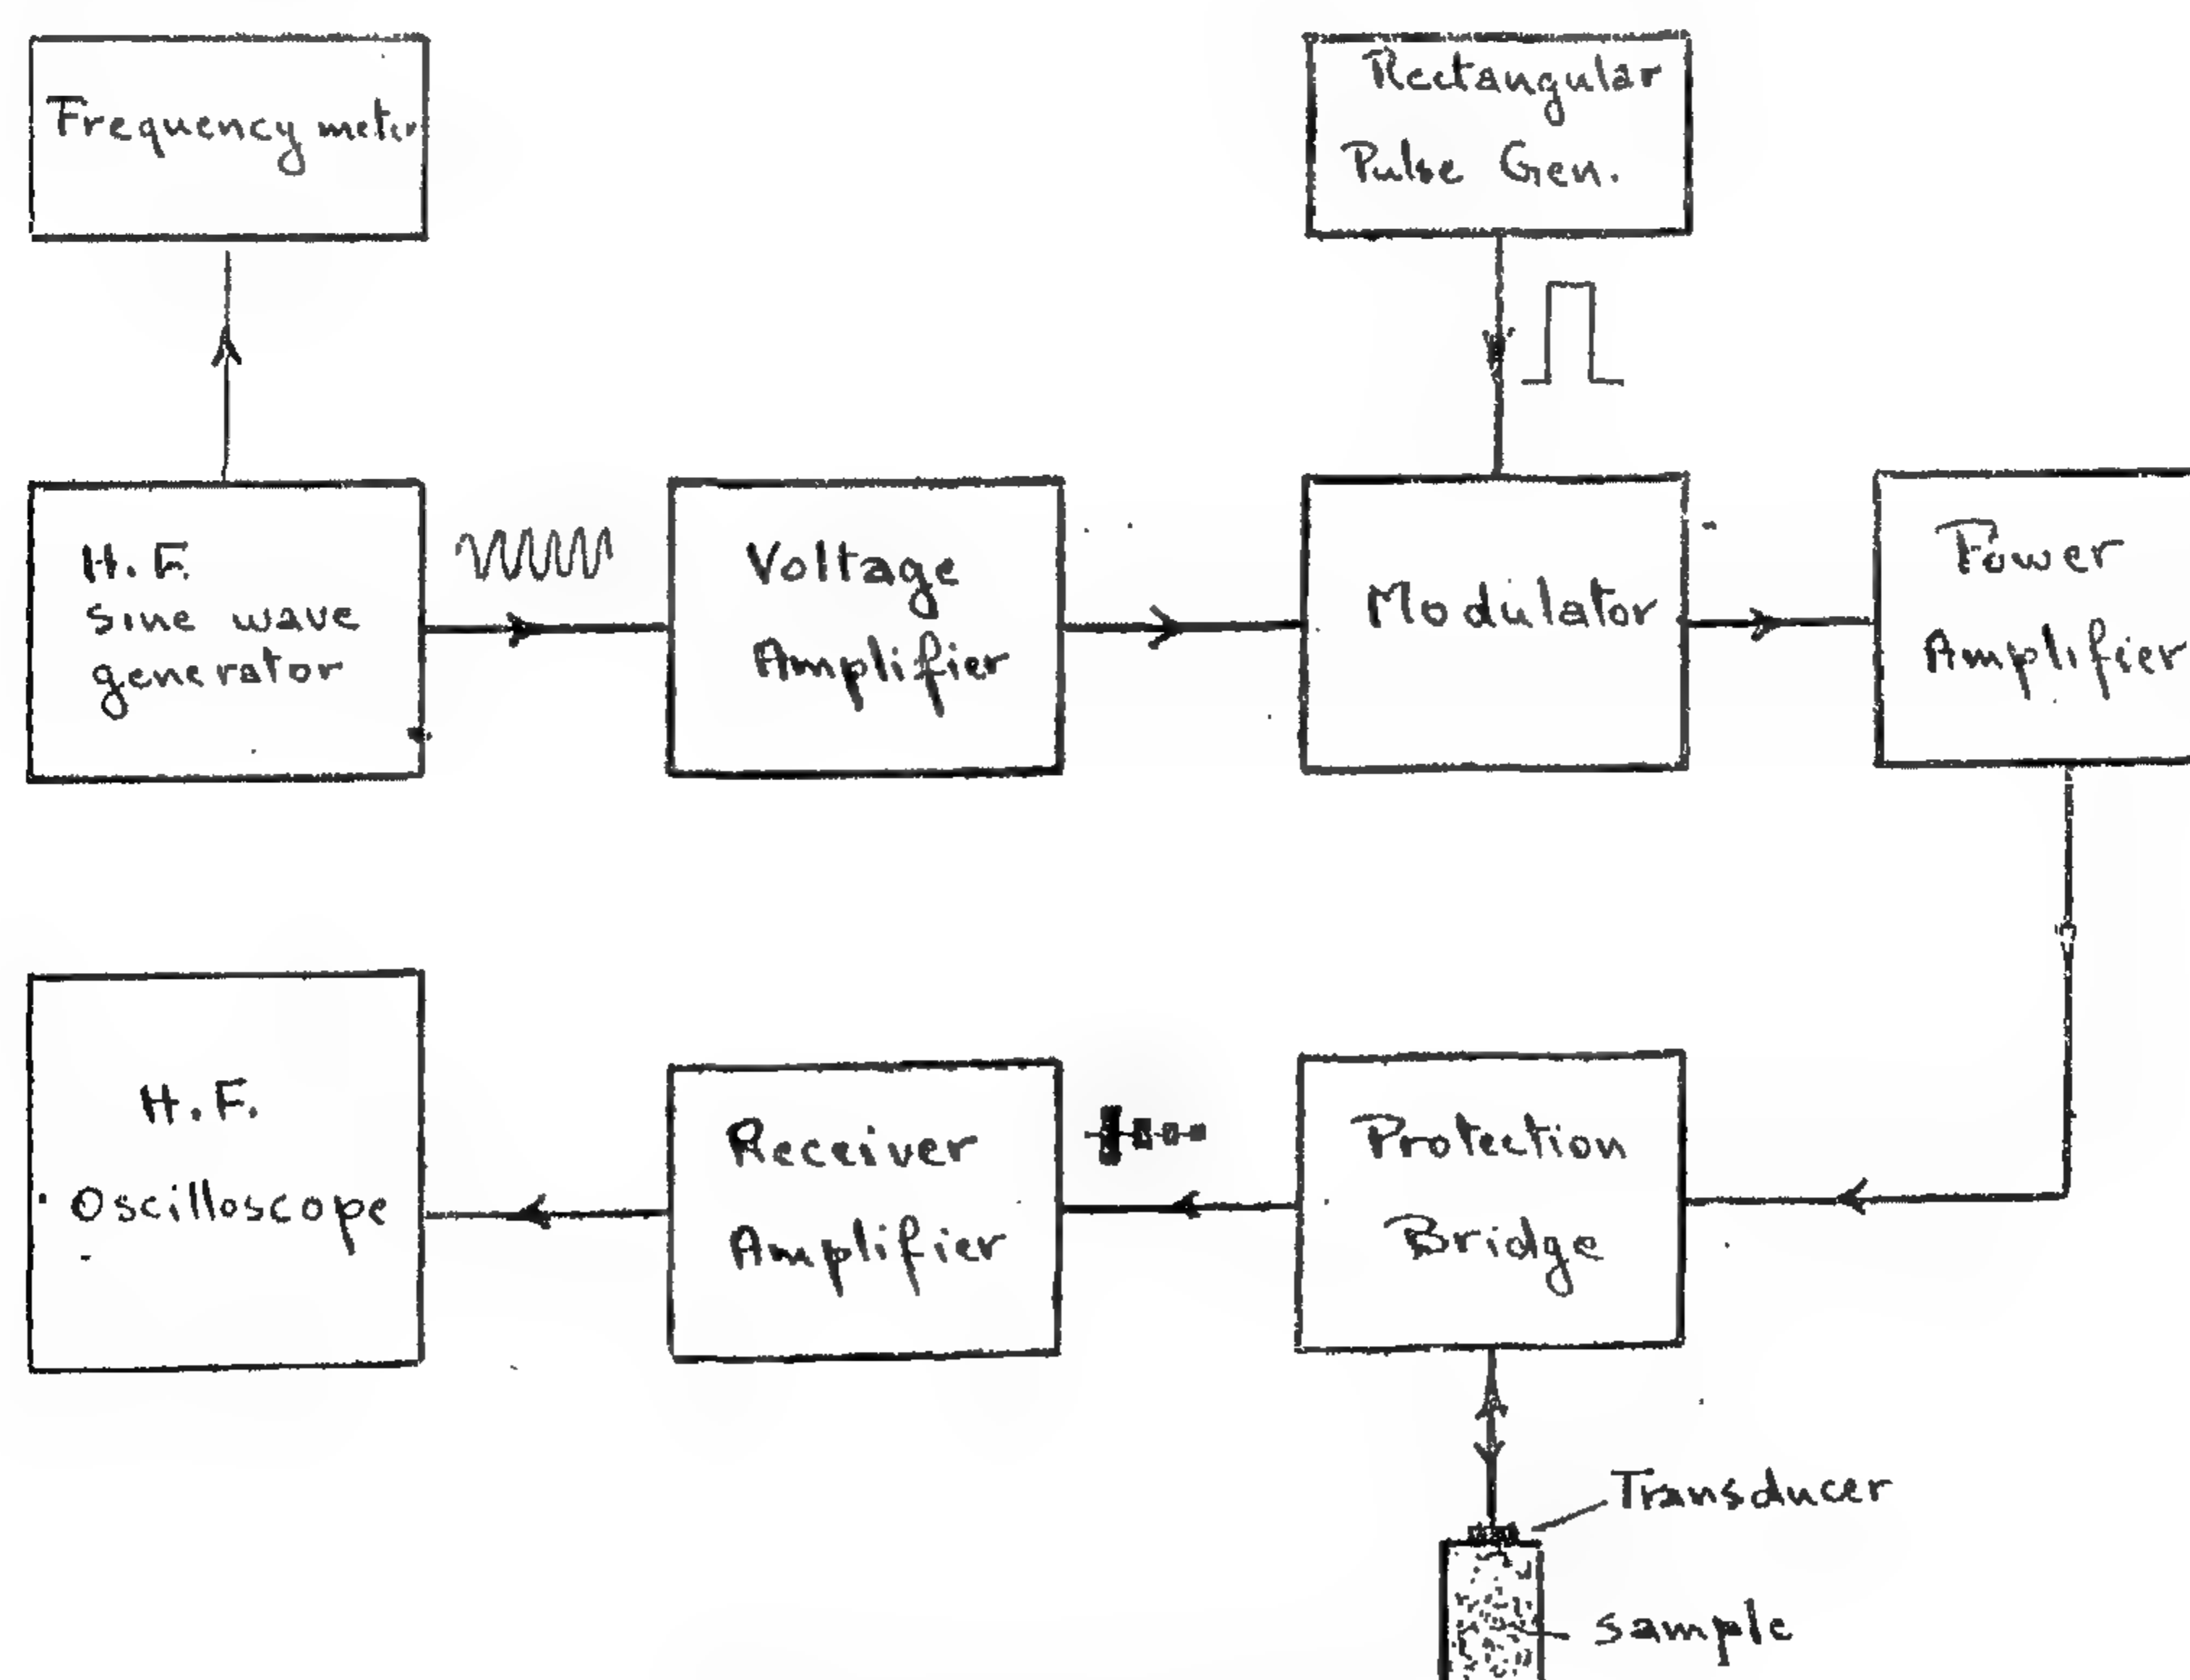 Frequency meter
Rectangular
Pulse Gen.
H.F.
Sine wave
generator
Voltage
Amplifier
Modulator
Power
Amplifier
H.F.
Oscilloscope
Receiver
Amplifier
Protection
Bridge
Transducer
Sample